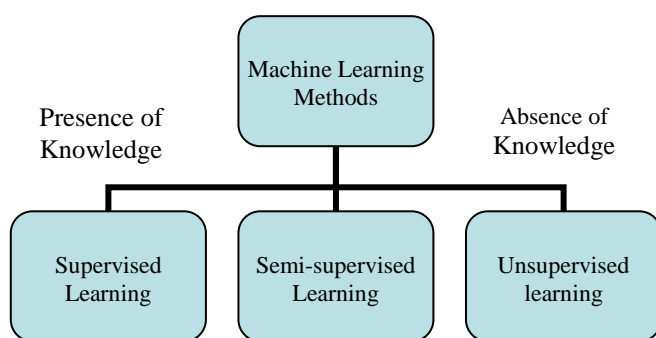 Machine Learning
Methods
Presence of
Knowledge
Absence of
Knowledge
Supervised
Learning
Semi-supervised
Learning
Unsupervised
learning